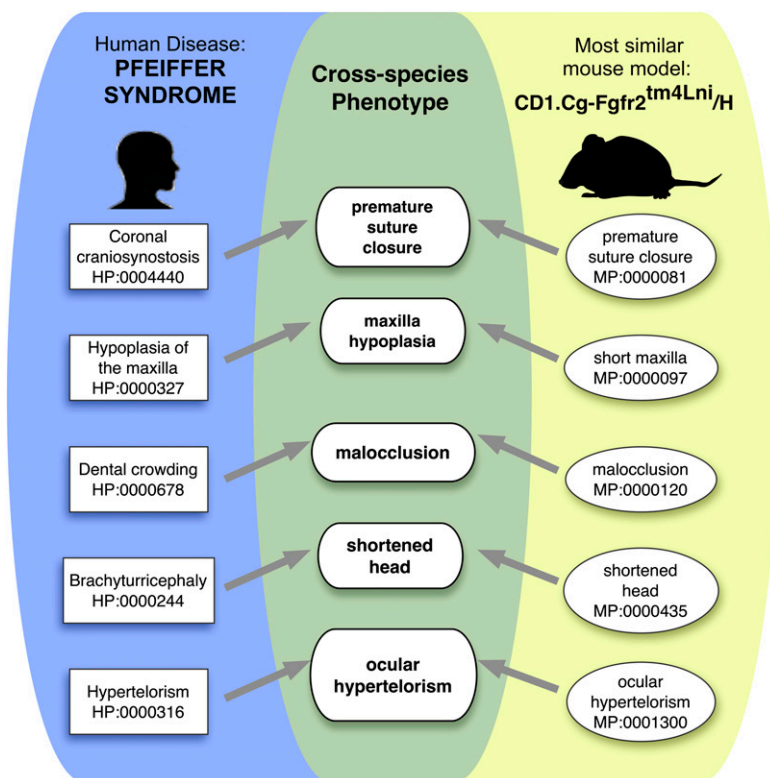 Human Disease:
PFEIFFER
SYNDROME
Cross-species
Phenotype
Most similar
mouse model:
CD1.Cg-Fgfr2tm4Lni/H
Coronal
craniosynostosis
HP:0004440
premature
suture
closure
premature
suture closure
MP:0000081
Hypoplasia of
the maxilla
HP:0000327
maxilla
hypoplasia
short maxilla
MP:0000097
Dental crowding
HP:0000678
malocclusion
malocclusion
MP:0000120
Brachyturricephaly
HP:0000244
shortened
head
shortened
head
MP:0000435
Hypertelorism
HP:0000316
ocular
hypertelorism
ocular
hypertelorism
MP:0001300